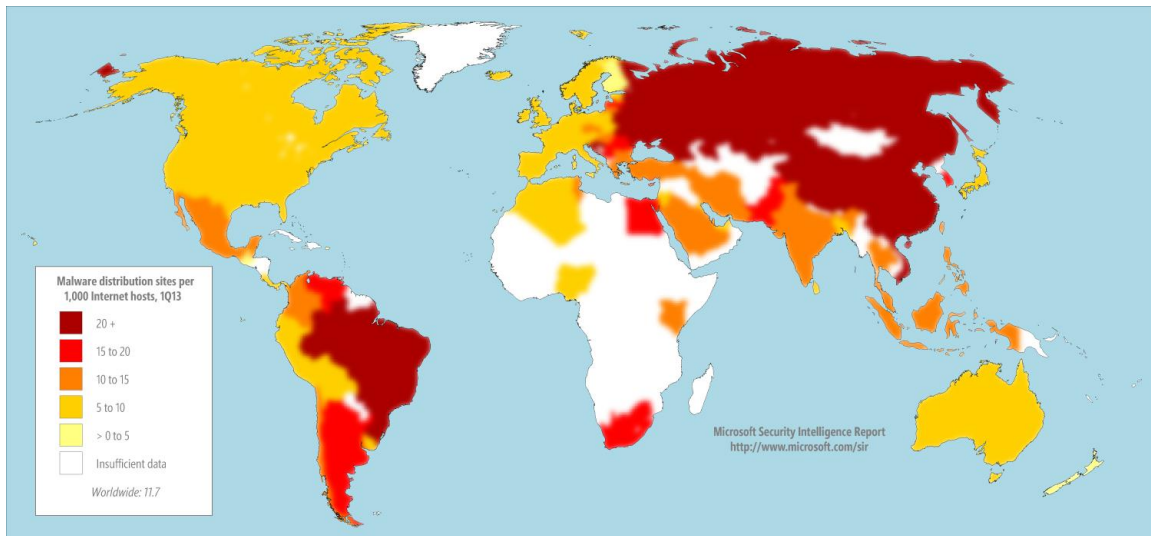 Malware distribution sites per
1,000 Internet hosts, 1Q13
20 +
15 to 20
10 to 15
5 to 10
> 0 to 5
Insufficient data
Worldwide: 11.7
Microsoft Security Intelligence Report
http://www.microsoft.com/sir